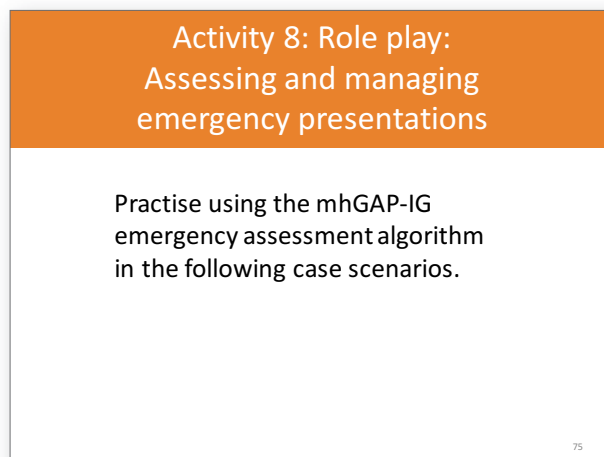 Activity 8: Role play:
Assessing and managing
emergency presentations
Practise using the mhGAP-IG
emergency assessment algorithm
in the following case scenarios.
75